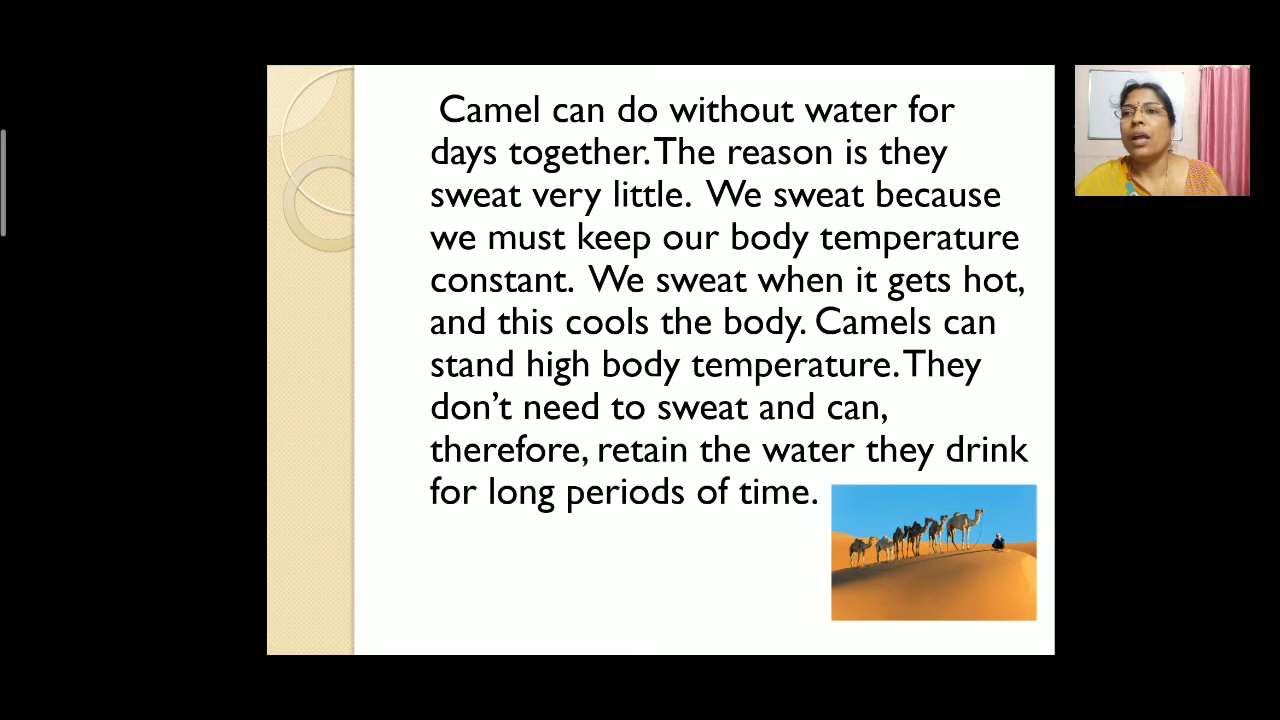 Camel can do without water for
days together. The reason is they
sweat very little. We sweat because
we must keep our body temperature
constant. We sweat when it gets hot,
and this cools the body. Camels can
stand high body temperature. They
don’t need to sweat and can,
therefore, retain the water they drink
for long periods of time.